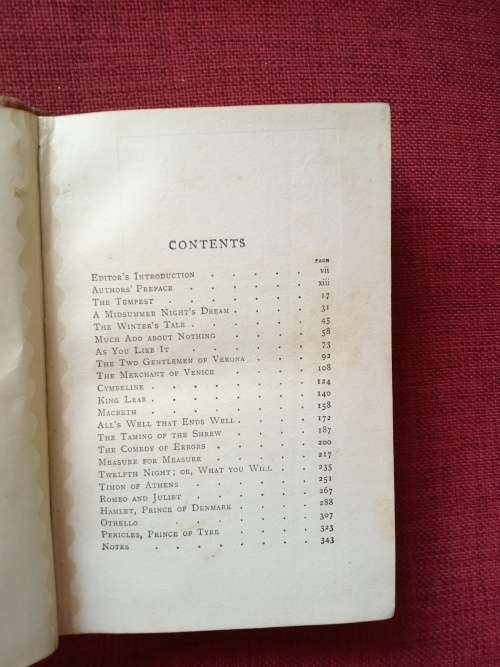 CONTENTS
PAGE
EDITOR'S INTRODUCTION . . . . . vii
AUTHORS' PREFACE . . . . . . xiii
THE TEMPEST . . . . . . 17
A MIDSUMMER NIGHT'S DREAM . . . . 31
THE WINTER'S TALE . . . . . 45
MUCH ADO ABOUT NOTHING . . . . 58
AS YOU LIKE IT . . . . . 73
THE TWO GENTLEMEN OF VERONA . . . 92
THE MERCHANT OF VENICE . . . . 108
CYMBELINE . . . . . . . 124
KING LEAR . . . . . . . 140
MACBETH . . . . . . . 158
ALL'S WELL THAT ENDS WELL . . . . 172
THE TAMING OF THE SHREW . . . . 187
THE COMEDY OF ERRORS . . . . . 200
MEASURE FOR MEASURE . . . . . 217
TWELFTH NIGHT; OR, WHAT YOU WILL . . . 235
TIMON OF ATHENS . . . . . 251
ROMEO AND JULIET . . . . . . 267
HAMLET, PRINCE OF DENMARK . . . . 288
OTHELLO . . . . . . 307
PERICLES, PRINCE OF TYRE . . . . 323
NOTES . . . . . . . 343